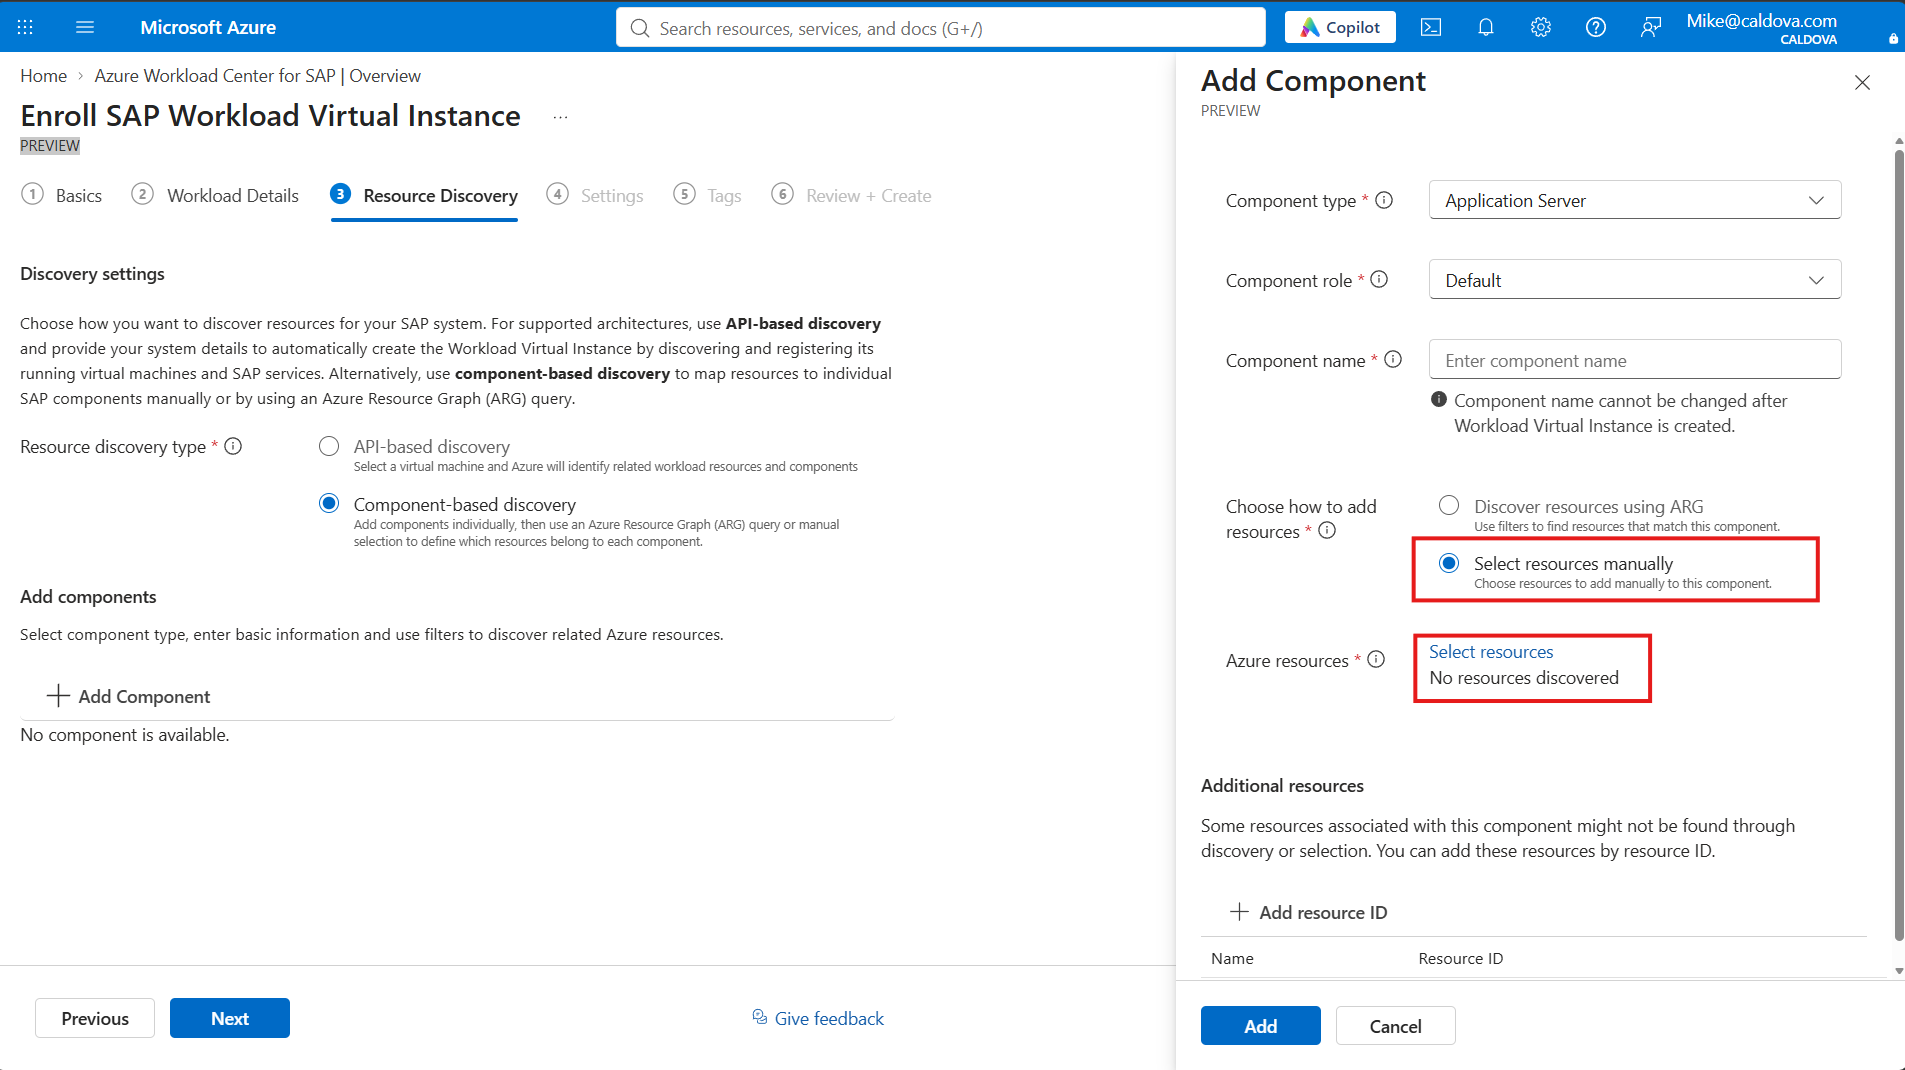 Microsoft Azure
Search resources, services, and docs (G+/)
Copilot
Mike@caldova.com
CALDOVA
Home > Azure Workload Center for SAP | Overview
Enroll SAP Workload Virtual Instance ...
PREVIEW
1 Basics 2 Workload Details 3 Resource Discovery 4 Settings 5 Tags 6 Review + Create
Discovery settings
Choose how you want to discover resources for your SAP system. For supported architectures, use API-based discovery
and provide your system details to automatically create the Workload Virtual Instance by discovering and registering its
running virtual machines and SAP services. Alternatively, use component-based discovery to map resources to individual
SAP components manually or by using an Azure Resource Graph (ARG) query.
Resource discovery type *
API-based discovery
Select a virtual machine and Azure will identify related workload resources and components
Component-based discovery
Add components individually, then use an Azure Resource Graph (ARG) query or manual
selection to define which resources belong to each component.
Add components
Select component type, enter basic information and use filters to discover related Azure resources.
Add Component
No component is available.
Previous
Next
Give feedback
Add Component
PREVIEW
Component type *
Application Server
Component role *
Default
Component name *
Enter component name
Component name cannot be changed after
Workload Virtual Instance is created.
Choose how to add
resources *
Discover resources using ARG
Use filters to find resources that match this component.
Select resources manually
Choose resources to add manually to this component.
Azure resources *
Select resources
No resources discovered
Additional resources
Some resources associated with this component might not be found through
discovery or selection. You can add these resources by resource ID.
Add resource ID
Name Resource ID
Add
Cancel